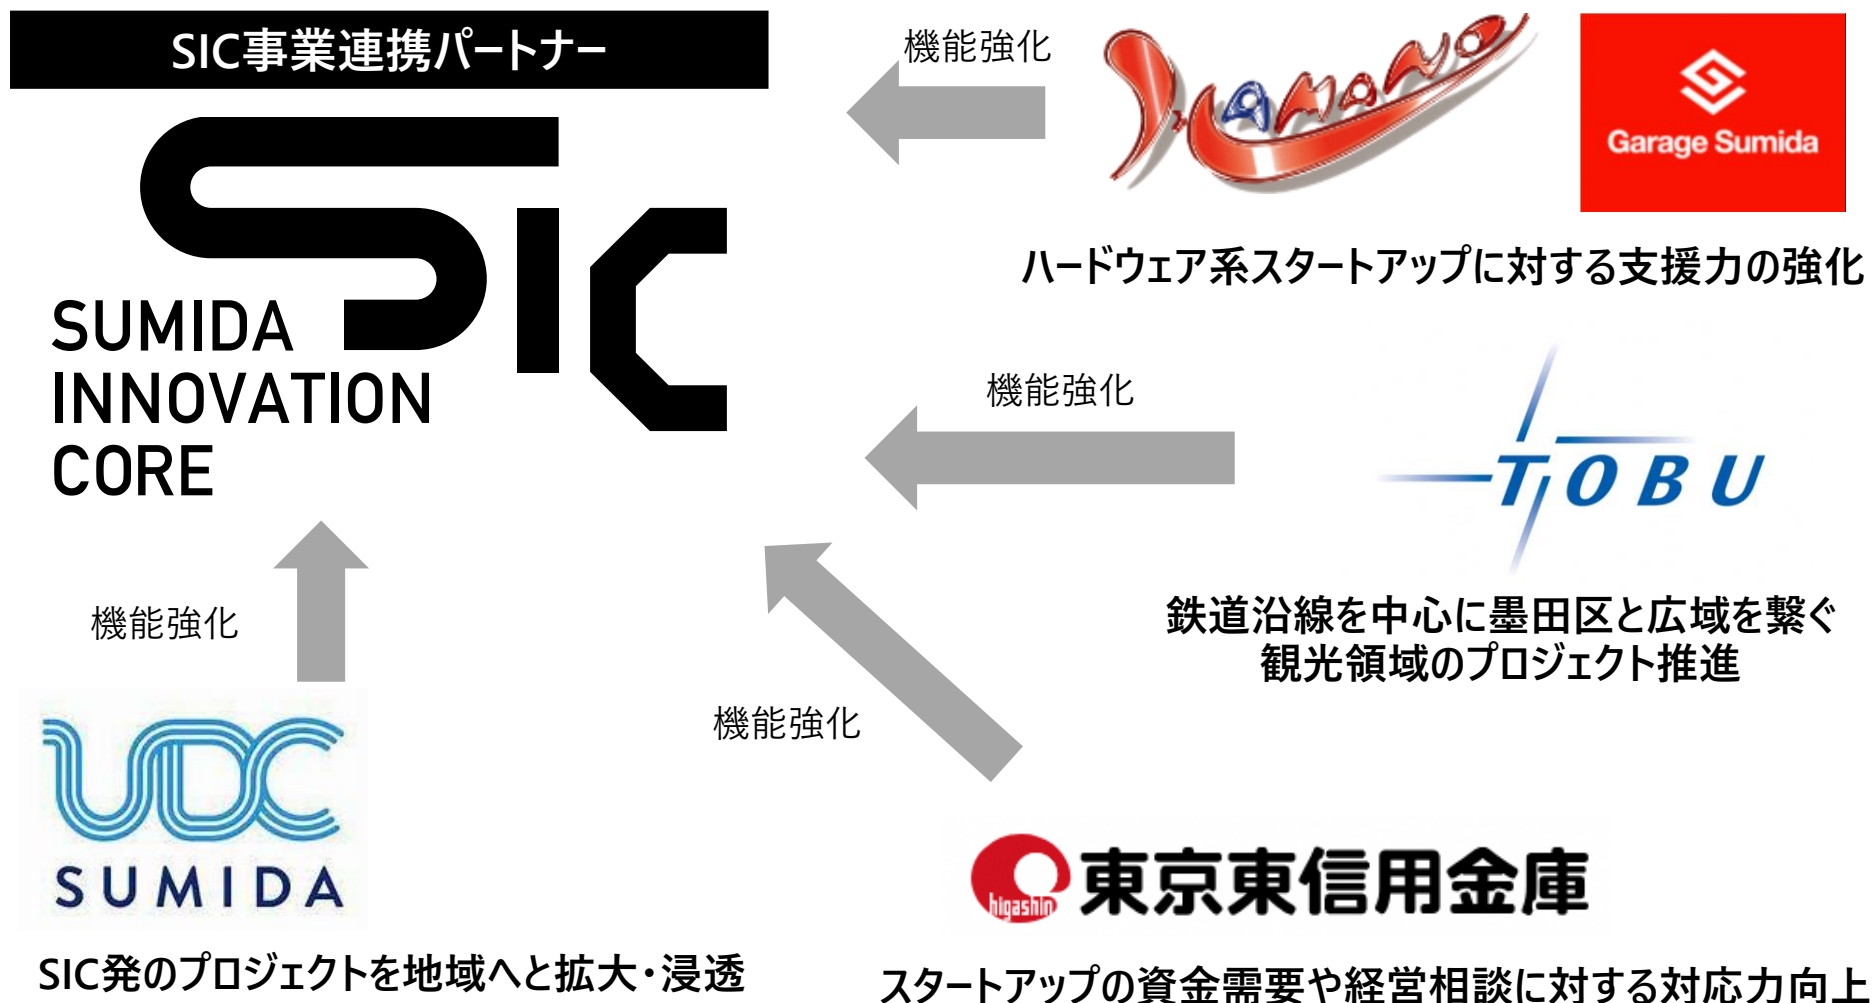 SIC事業連携パートナー
SIC
SUMIDA
INNOVATION
CORE
機能強化
HAMANO
Garage Sumida
ハードウェア系スタートアップに対する支援力の強化
機能強化
TOBU
鉄道沿線を中心に墨田区と広域を繋ぐ
観光領域のプロジェクト推進
機能強化
UDC
SUMIDA
SIC発のプロジェクトを地域へと拡大・浸透
機能強化
higashin
東京東信用金庫
スタートアップの資金需要や経営相談に対する対応力向上